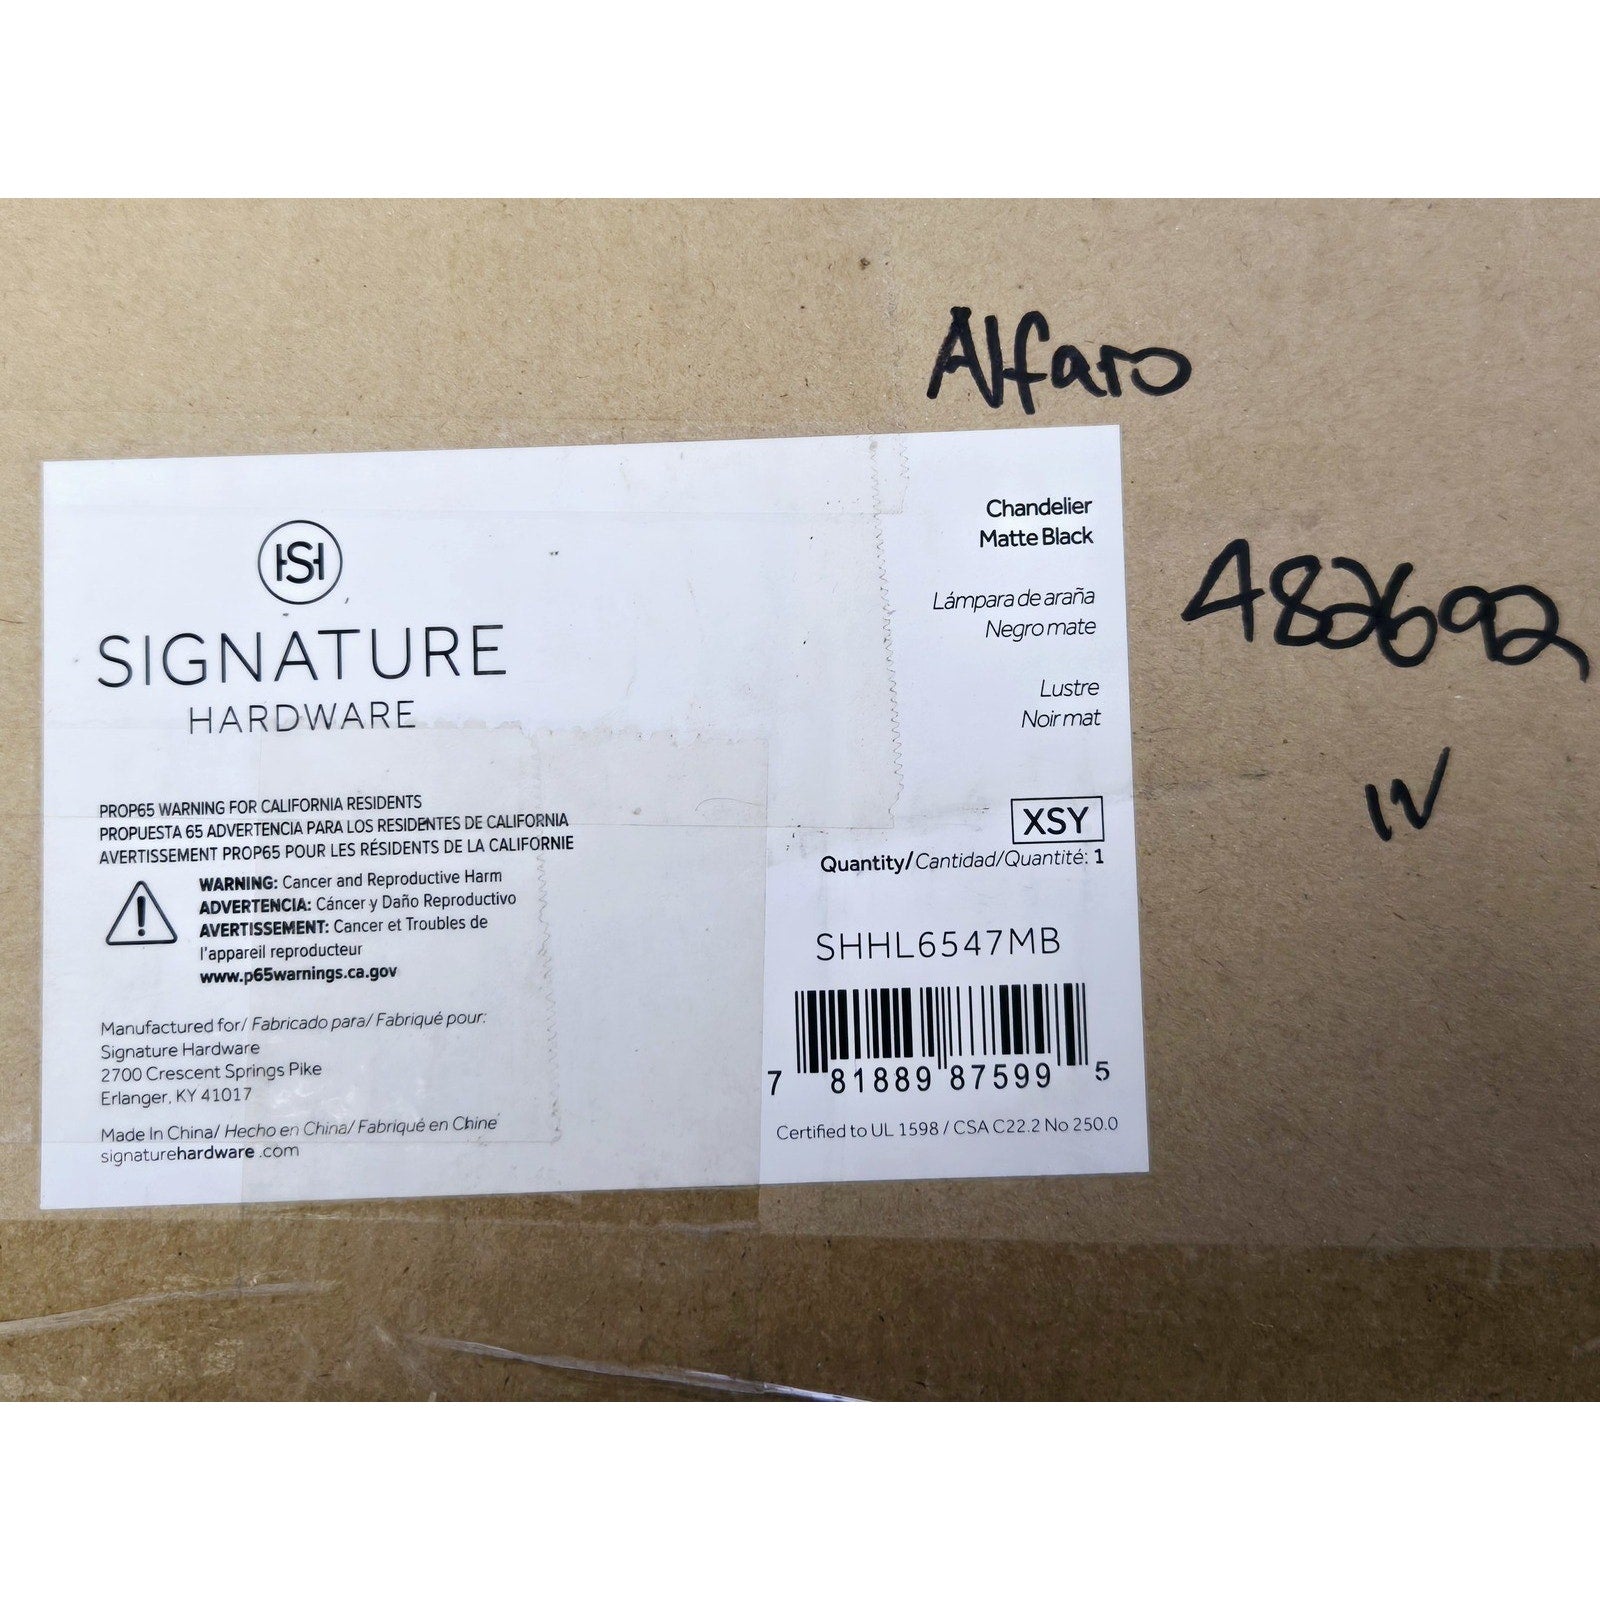 Alfaro
482692
IV
SH
SIGNATURE
HARDWARE
PROP65 WARNING FOR CALIFORNIA RESIDENTS
PROPUESTA 65 ADVERTENCIA PARA LOS RESIDENTES DE CALIFORNIA
AVERTISSEMENT PROP65 POUR LES RÉSIDENTS DE LA CALIFORNIE
WARNING: Cancer and Reproductive Harm
ADVERTENCIA: Cáncer y Daño Reproductivo
AVERTISSEMENT: Cancer et Troubles de
l'appareil reproducteur
www.p65warnings.ca.gov
Manufactured for/ Fabricado para/ Fabriqué pour:
Signature Hardware
2700 Crescent Springs Pike
Erlanger, KY 41017
Made In China/ Hecho en China/ Fabriqué en Chine
signaturehardware .com
Chandelier
Matte Black
Lámpara de araña
Negro mate
Lustre
Noir mat
XSY
Quantity/Cantidad/Quantité: 1
SHHL6547MB
7 81889 87599 5
Certified to UL 1598 / CSA C22.2 No 250.0